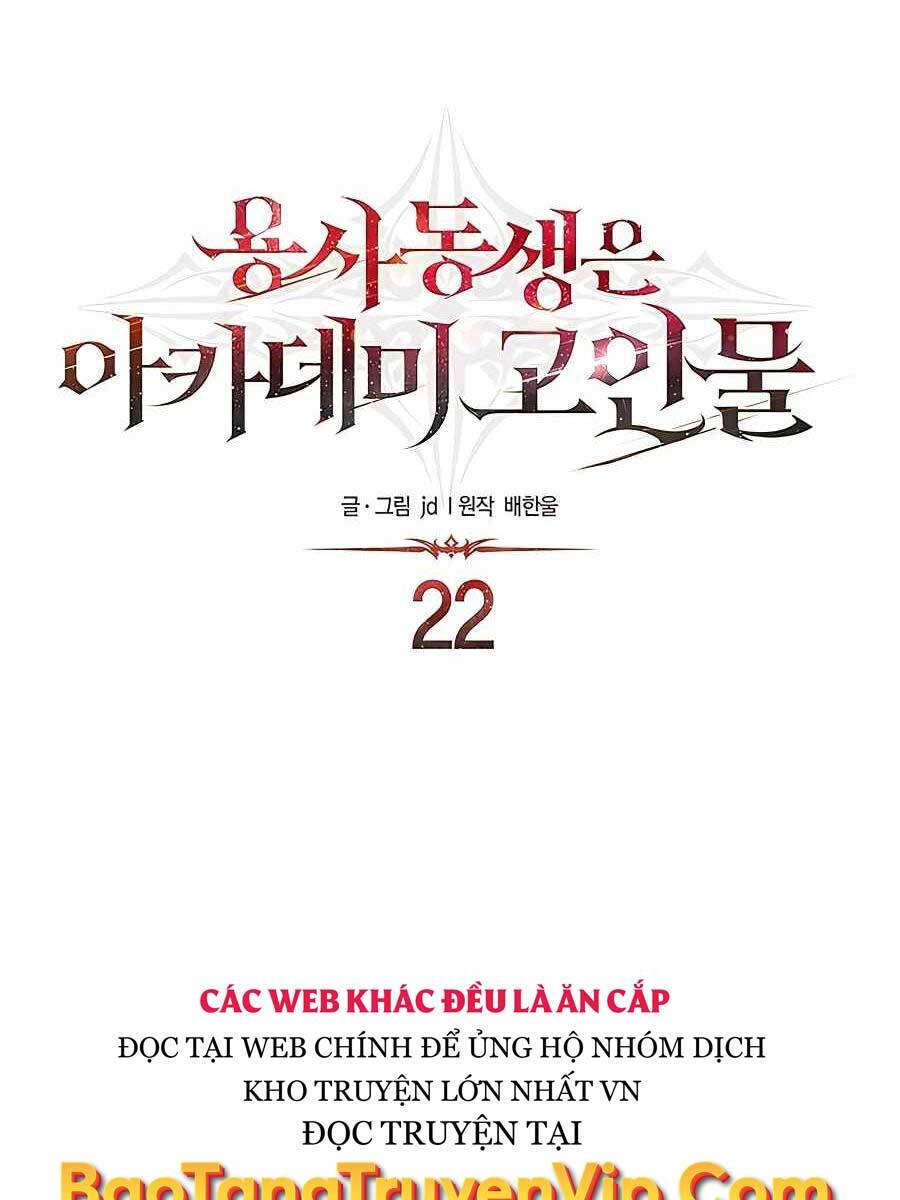 용사 동생은
아카데미 고인물
글·그림 jd | 원작 배한울
22
CÁC WEB KHÁC ĐỀU LÀ ĂN CẮP
ĐỌC TẠI WEB CHÍNH ĐỂ ỦNG HỘ NHÓM DỊCH
KHO TRUYỆN LỚN NHẤT VN
ĐỌC TRUYỆN TẠI
BaoTangTruyenVip.Com